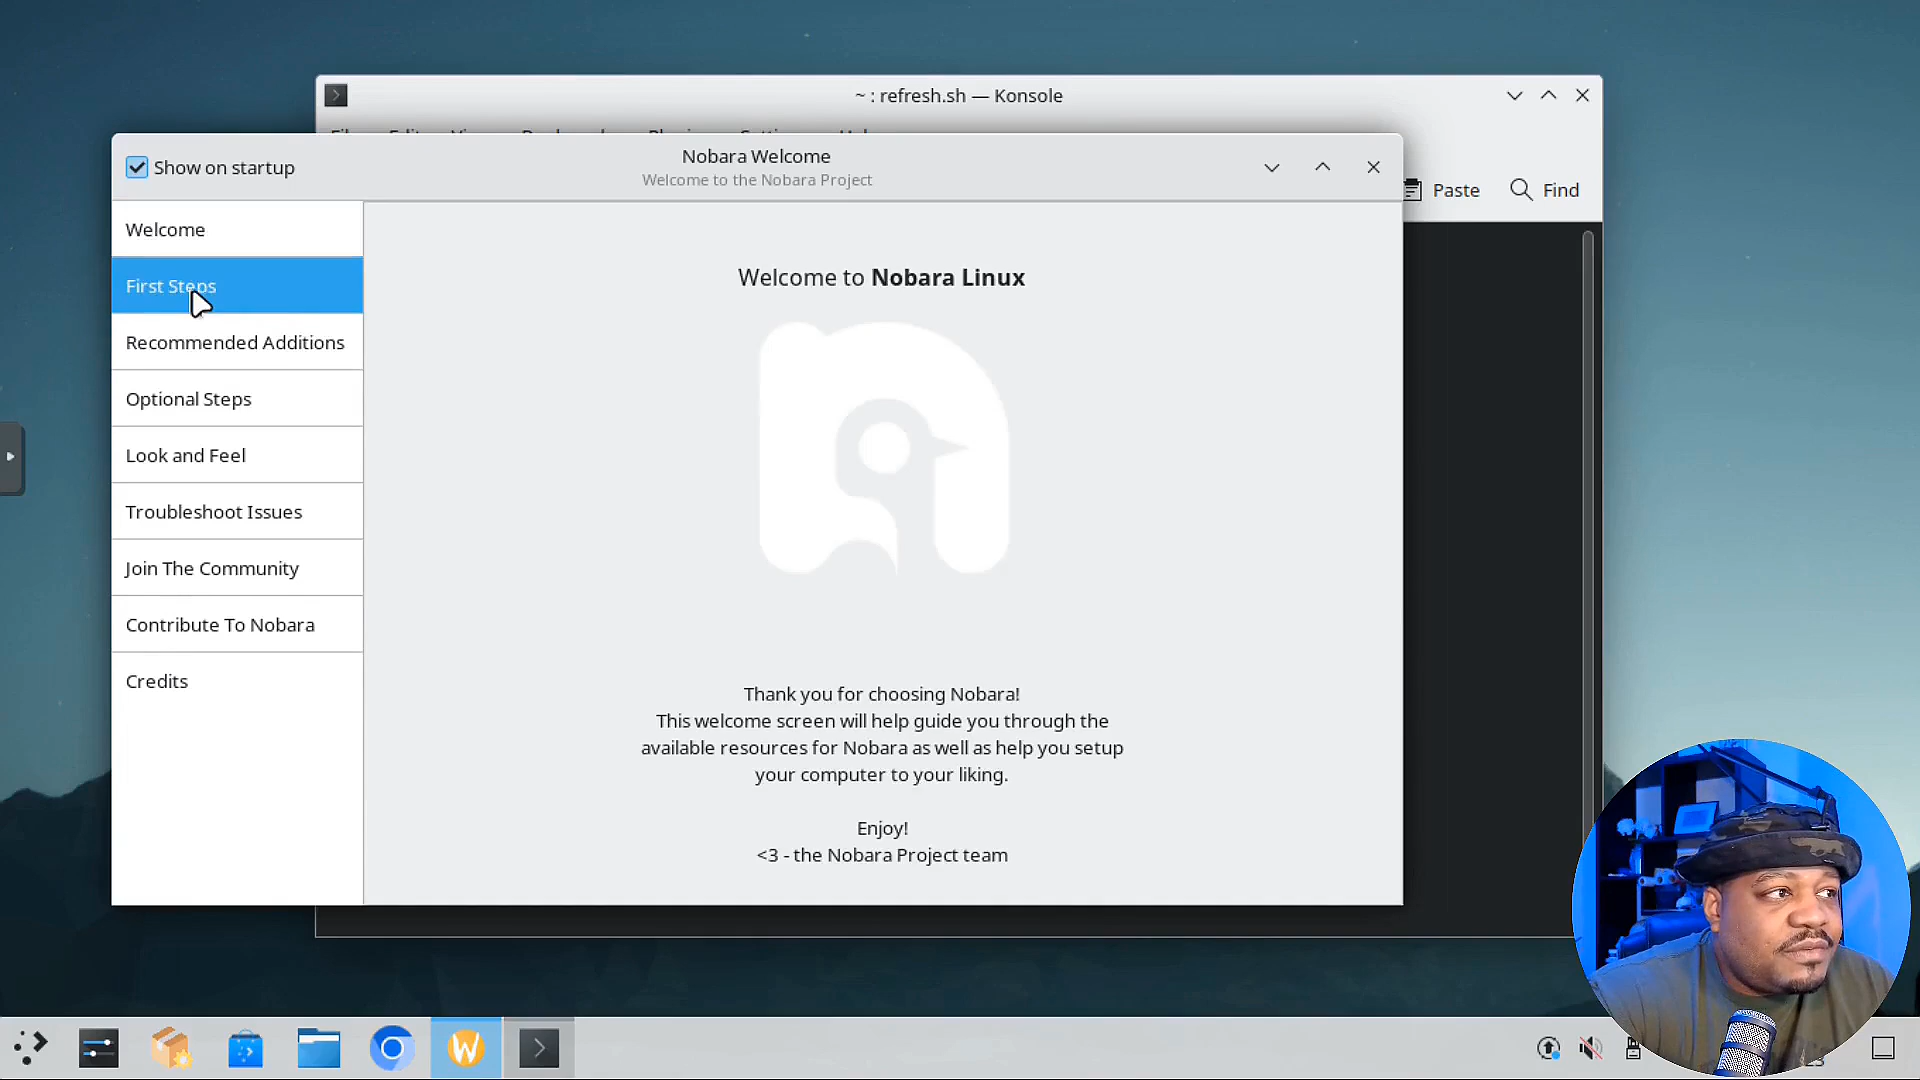 ~ : refresh.sh — Konsole
Show on startup
Nobara Welcome
Welcome to the Nobara Project
Paste
Find
Welcome
First Steps
Recommended Additions
Optional Steps
Look and Feel
Troubleshoot Issues
Join The Community
Contribute To Nobara
Credits
Welcome to Nobara Linux
Thank you for choosing Nobara!
This welcome screen will help guide you through the
available resources for Nobara as well as help you setup
your computer to your liking.
Enjoy!
<3 - the Nobara Project team